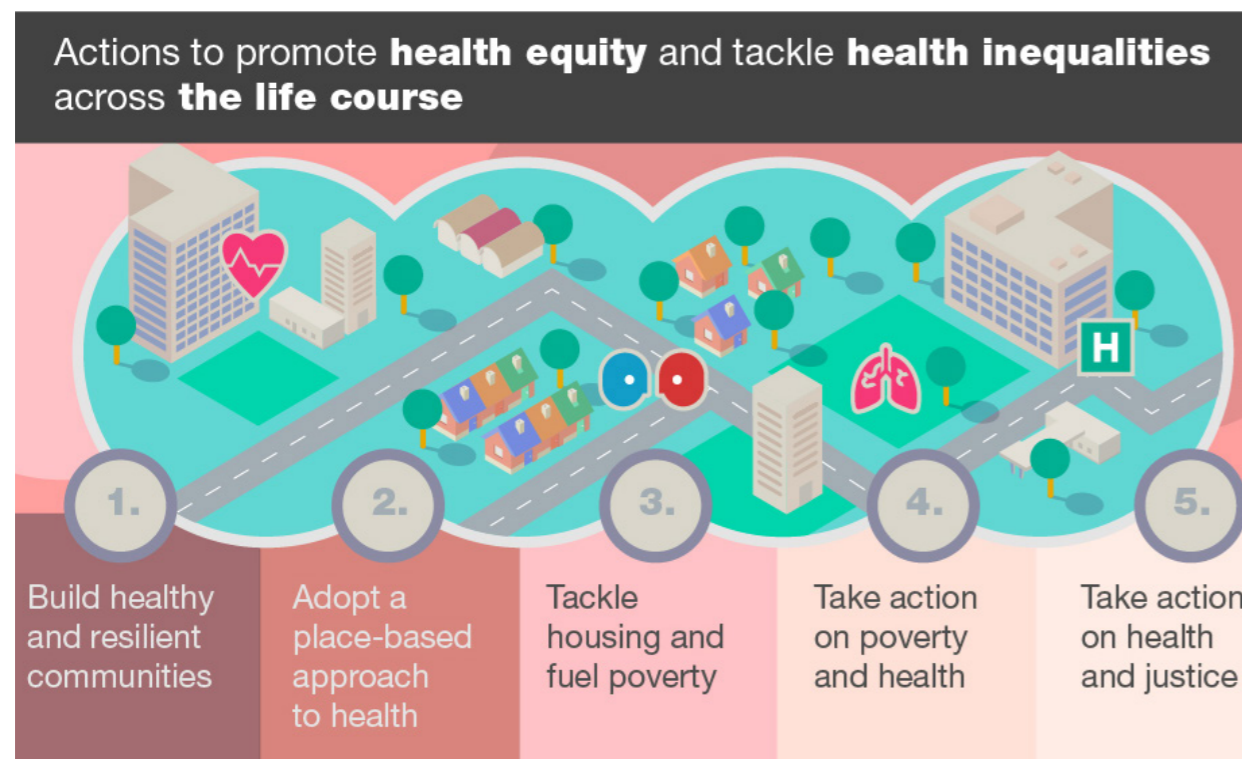 Actions to promote health equity and tackle health inequalities
across the life course
H
1.
Build healthy
and resilient
communities
2.
Adopt a
place-based
approach
to health
3.
Tackle
housing and
fuel poverty
4.
Take action
on poverty
and health
5.
Take action
on health
and justice